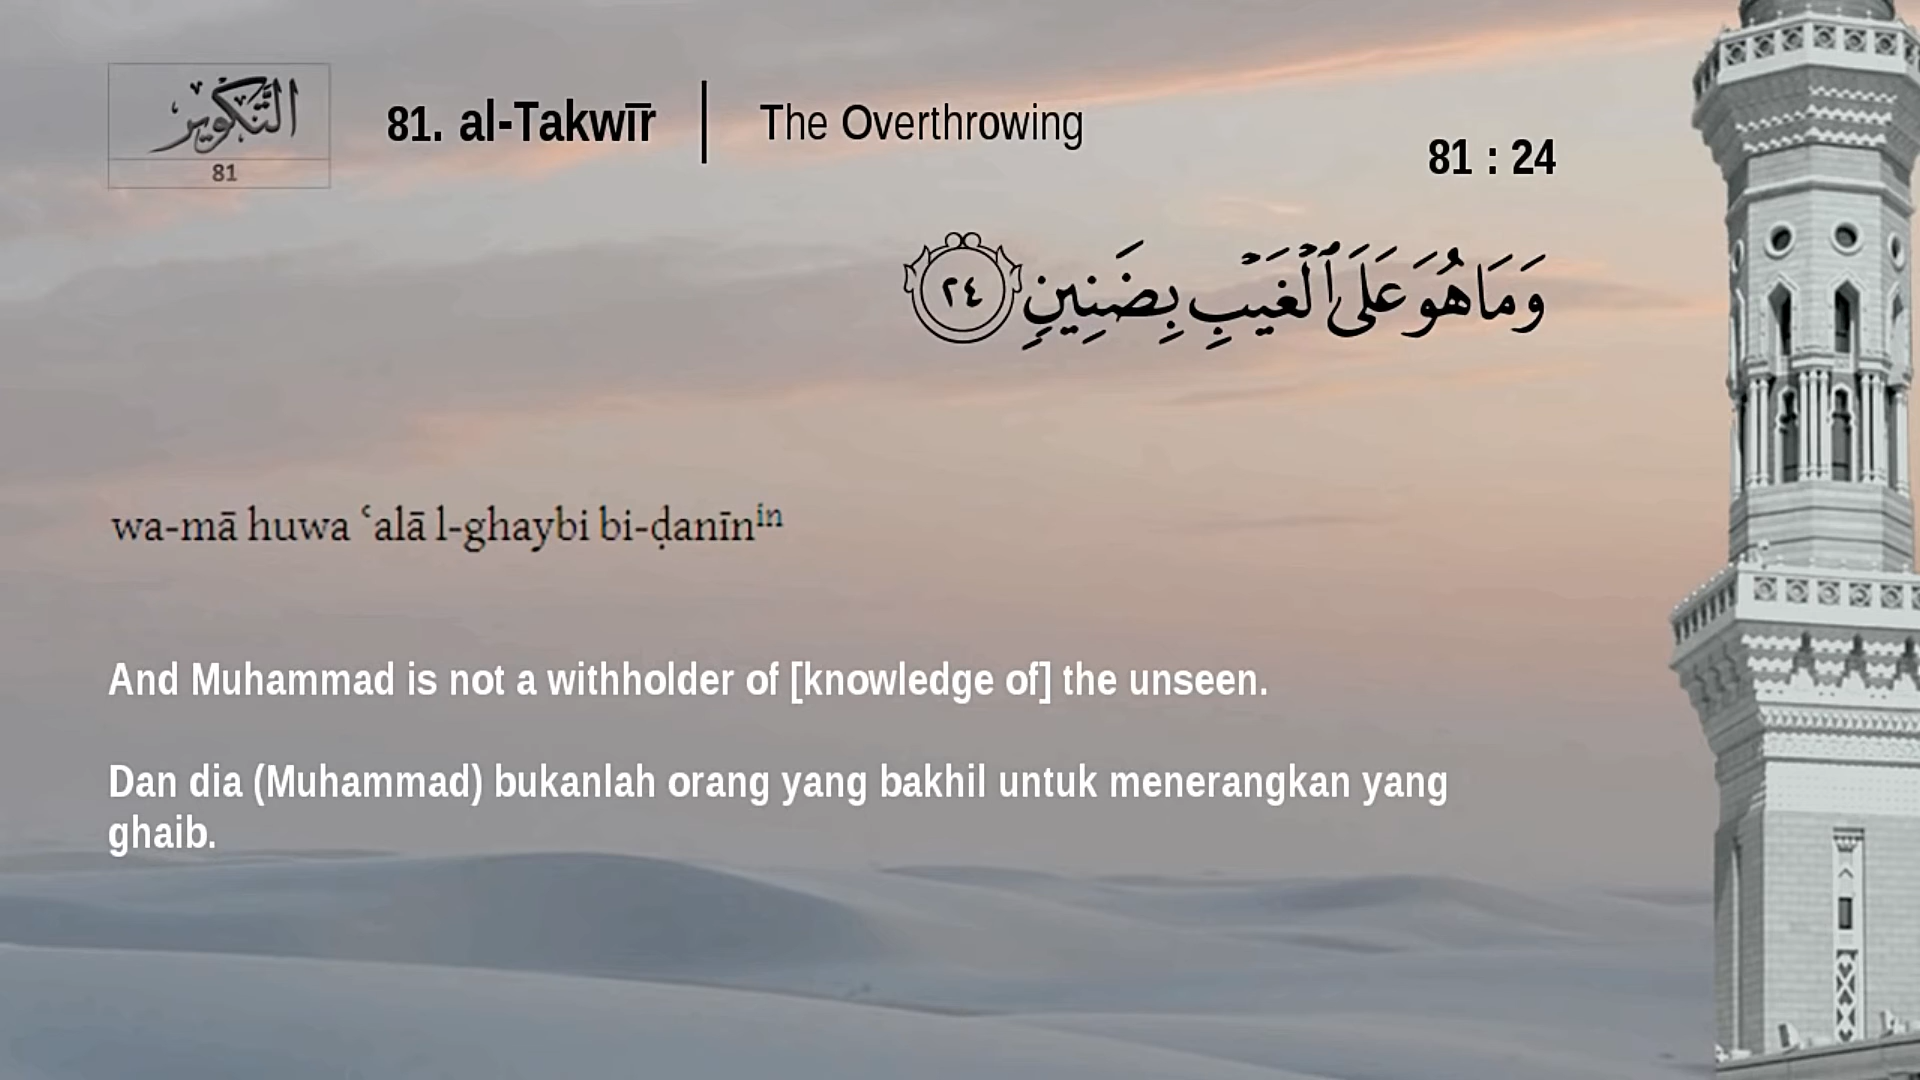 التَّكْوِير
81
81. al-Takwīr | The Overthrowing
81 : 24
وَمَا هُوَ عَلَى ٱلْغَيْبِ بِضَنِينٍ ٢٤
wa-mā huwa ʿalā l-ghaybi bi-ḍanīnⁱⁿ
And Muhammad is not a withholder of [knowledge of] the unseen.
Dan dia (Muhammad) bukanlah orang yang bakhil untuk menerangkan yang
ghaib.